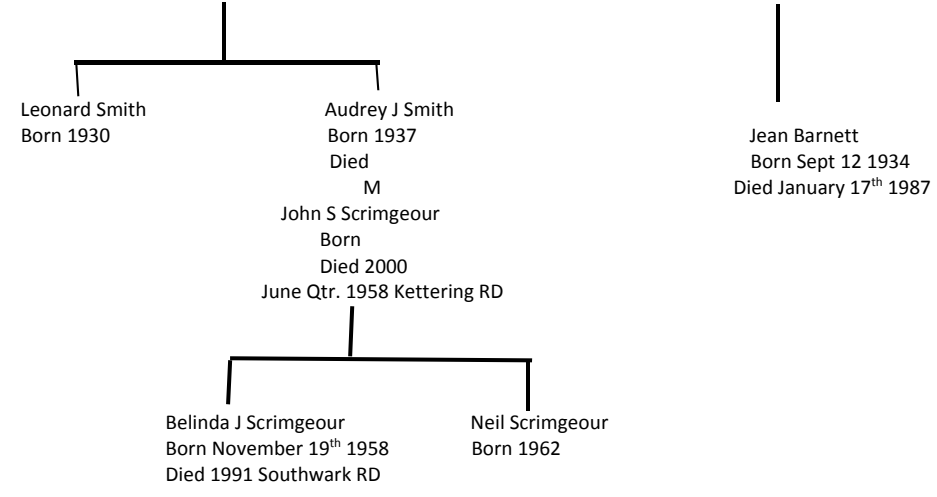 Leonard Smith
Born 1930
Audrey J Smith
Born 1937
Died
M
John S Scrimgeour
Born
Died 2000
June Qtr. 1958 Kettering RD
Jean Barnett
Born Sept 12 1934
Died January 17th 1987
Belinda J Scrimgeour
Born November 19th 1958
Died 1991 Southwark RD
Neil Scrimgeour
Born 1962